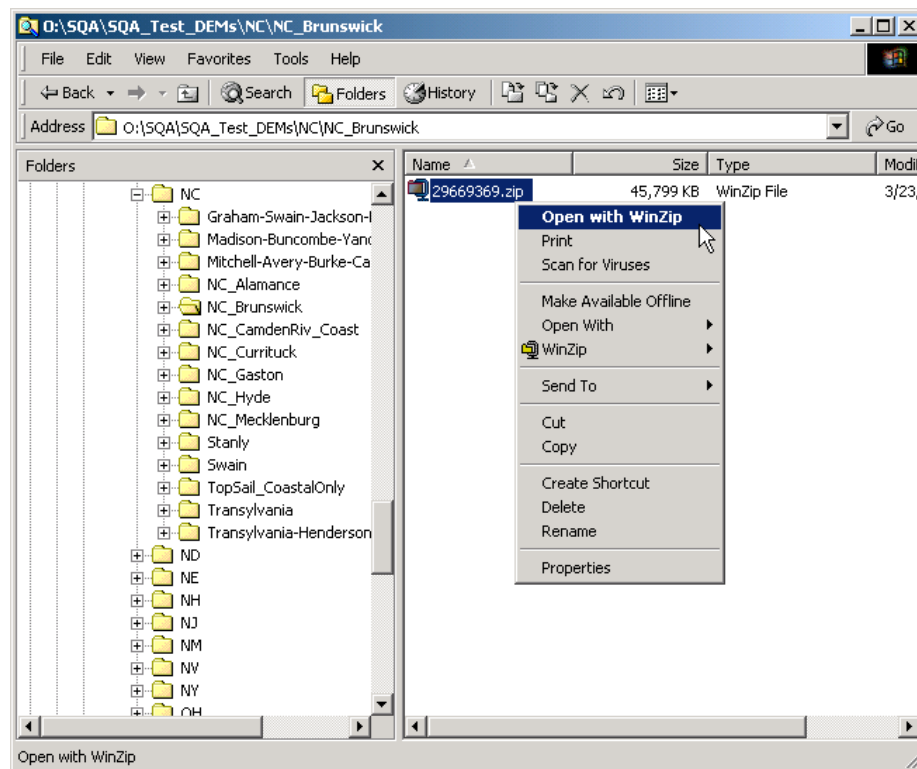 O:\SQA\SQA_Test_DEMs\NC\NC_Brunswick
File Edit View Favorites Tools Help
Back Search Folders History
Address O:\SQA\SQA_Test_DEMs\NC\NC_Brunswick Go
Folders
NC
Graham-Swain-Jackson-
Madison-Buncombe-Yanc
Mitchell-Avery-Burke-Ca
NC_Alamance
NC_Brunswick
NC_CamdenRiv_Coast
NC_Currituck
NC_Gaston
NC_Hyde
NC_Mecklenburg
Stanly
Swain
TopSail_CoastalOnly
Transylvania
Transylvania-Henderson
ND
NE
NH
NJ
NM
NV
NY
OH
Name Size Type Modi
29669369.zip 45,799 KB WinZip File 3/23
Open with WinZip
Print
Scan for Viruses
Make Available Offline
Open With
WinZip
Send To
Cut
Copy
Create Shortcut
Delete
Rename
Properties
Open with WinZip